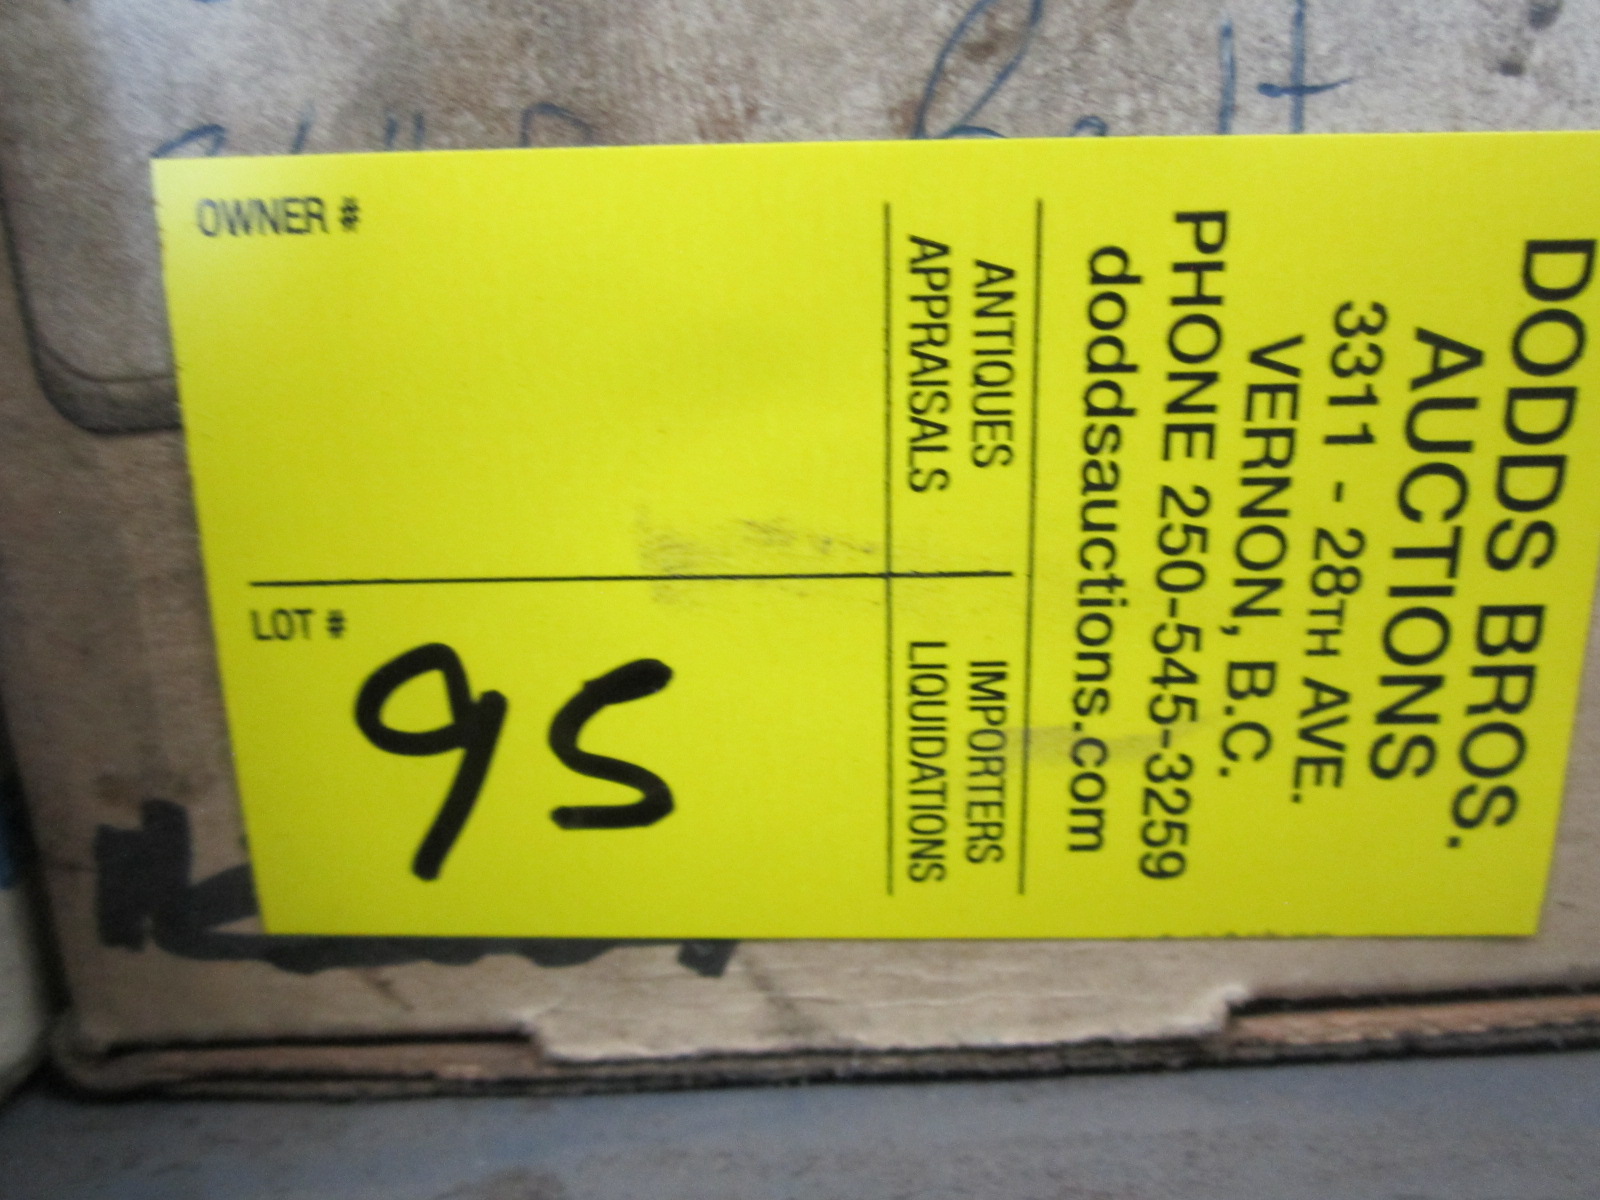 DODDS BROS.
AUCTIONS
3311 - 28TH AVE.
VERNON, B.C.
PHONE 250-545-3259
doddsauctions.com
ANTIQUES
APPRAISALS
IMPORTERS
LIQUIDATIONS
OWNER #
LOT #
95